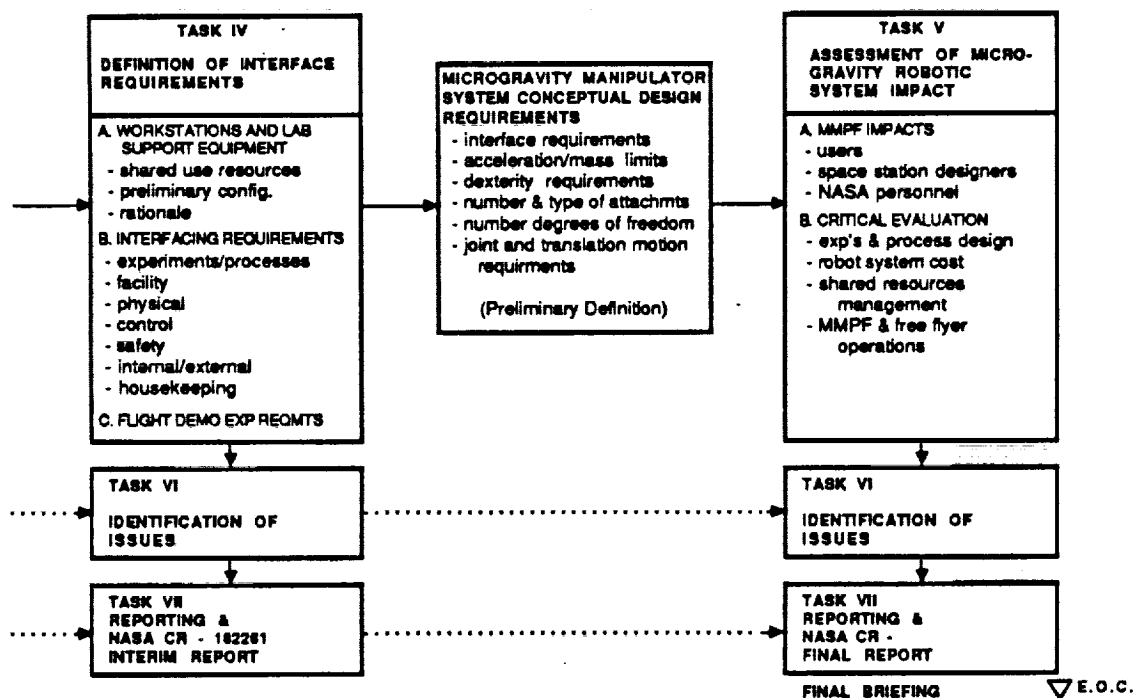 TASK IV
DEFINITION OF INTERFACE
REQUIREMENTS
A. WORKSTATIONS AND LAB
SUPPORT EQUIPMENT
- shared use resources
- preliminary config.
- rationale
B. INTERFACING REQUIREMENTS
- experiments/processes
- facility
- physical
- control
- safety
- internal/external
- housekeeping
C. FLIGHT DEMO EXP REQMTS
MICROGRAVITY MANIPULATOR
SYSTEM CONCEPTUAL DESIGN
REQUIREMENTS
- interface requirements
- acceleration/mass limits
- dexterity requirements
- number & type of attachmts
- number degrees of freedom
- joint and translation motion
requirments
(Preliminary Definition)
TASK V
ASSESSMENT OF MICRO-
GRAVITY ROBOTIC
SYSTEM IMPACT
A. MMPF IMPACTS
- users
- space station designers
- NASA personnel
B. CRITICAL EVALUATION
- exp's & process design
- robot system cost
- shared resources
management
- MMPF & free flyer
operations
TASK VI
IDENTIFICATION OF
ISSUES
TASK VI
IDENTIFICATION OF
ISSUES
TASK VII
REPORTING &
NASA CR - 182261
INTERIM REPORT
TASK VII
REPORTING &
NASA CR -
FINAL REPORT
FINAL BRIEFING
E.O.C.